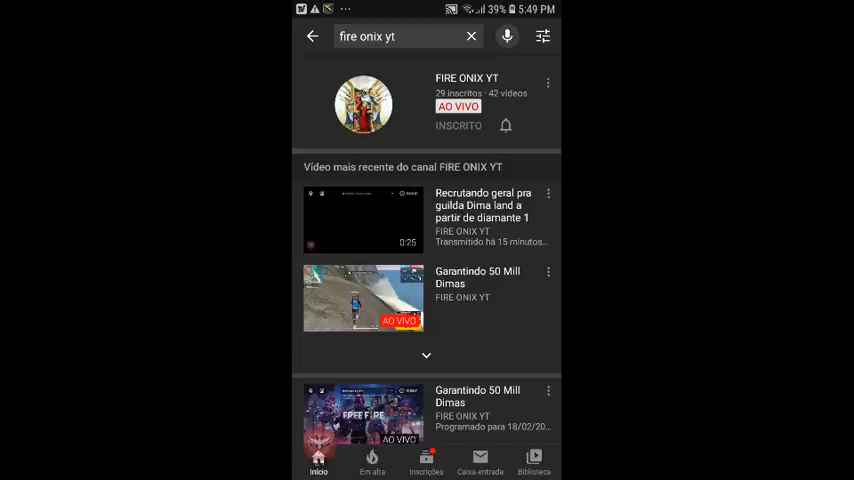 39% 5:49 PM
fire onix yt
FIRE ONIX YT
29 inscritos · 42 vídeos
AO VIVO
INSCRITO
Vídeo mais recente do canal FIRE ONIX YT
Recrutando geral pra
guilda Dima land a
partir de diamante 1
FIRE ONIX YT
Transmitido há 15 minutos...
0:25
Garantindo 50 Mill
Dimas
FIRE ONIX YT
AO VIVO
Garantindo 50 Mill
Dimas
FIRE ONIX YT
Programado para 18/02/20...
FREE FIRE
AO VIVO
Início
Em alta
Inscrições
Caixa entrada
Biblioteca